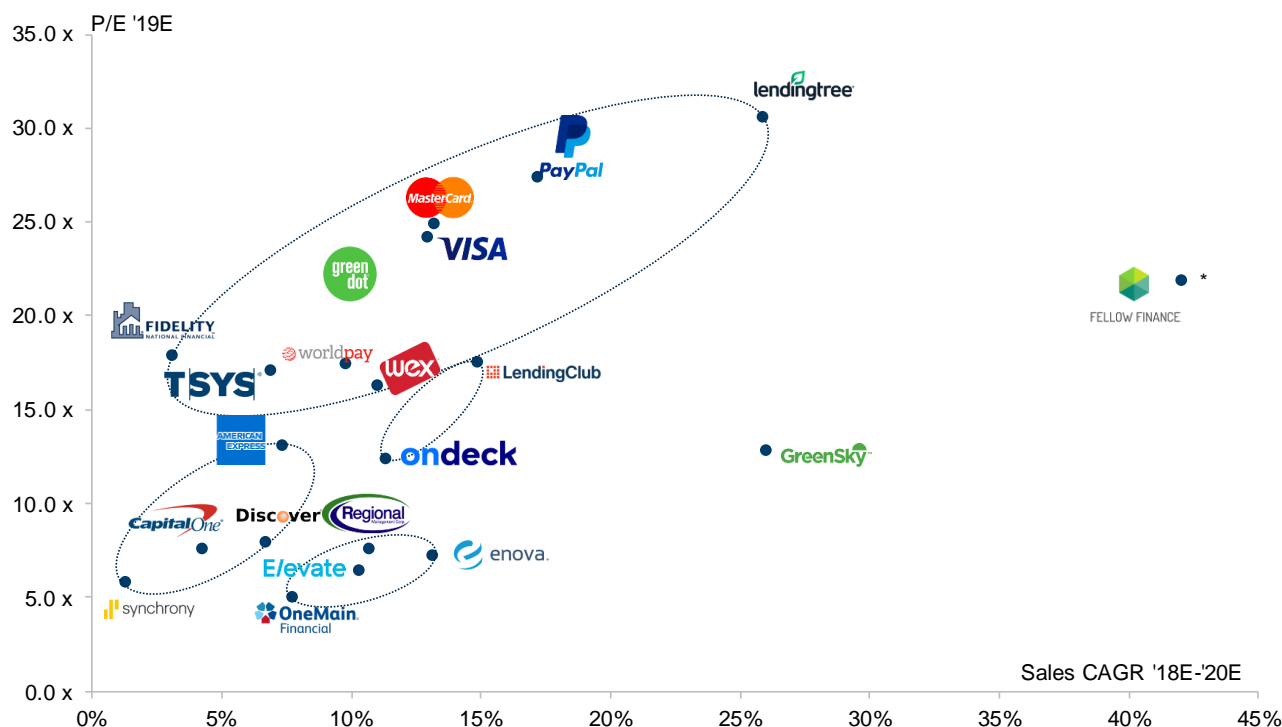 P/E '19E
35.0 x
lendingtree
30.0 x
PayPal
MasterCard
25.0 x
VISA
green
dot
20.0 x
*
FELLOW FINANCE
FIDELITY
NATIONAL FINANCIAL
worldpay
wex
TSYS
LendingClub
15.0 x
AMERICAN
EXPRESS
ondeck
GreenSky
10.0 x
CapitalOne
Discover
Regional
Management Corp.
enova.
Elevate
5.0 x
synchrony
OneMain
Financial
Sales CAGR '18E-'20E
0.0 x
0%
5%
10%
15%
20%
25%
30%
35%
40%
45%